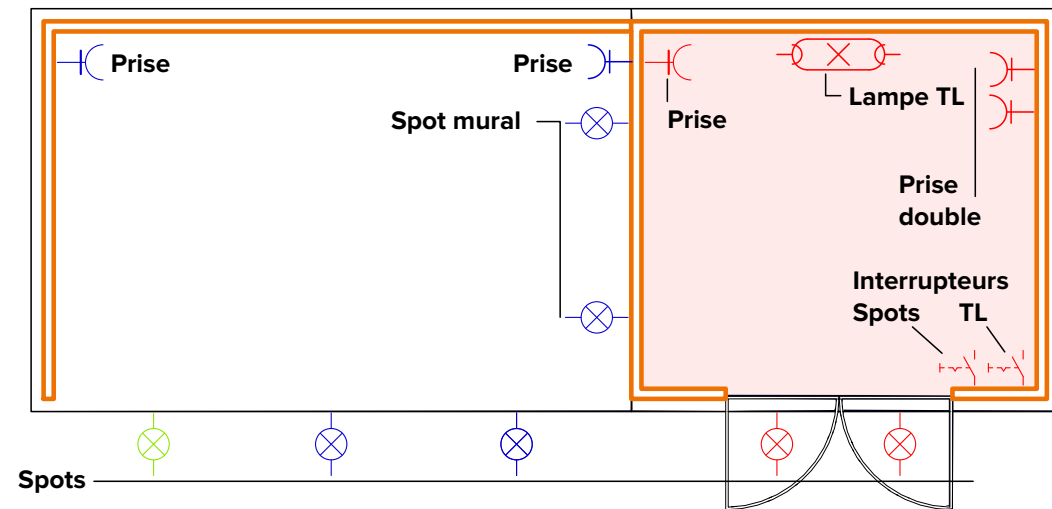 Prise
Prise
Prise
Lampe TL
Spot mural
Prise
double
Interrupteurs
Spots TL
Spots